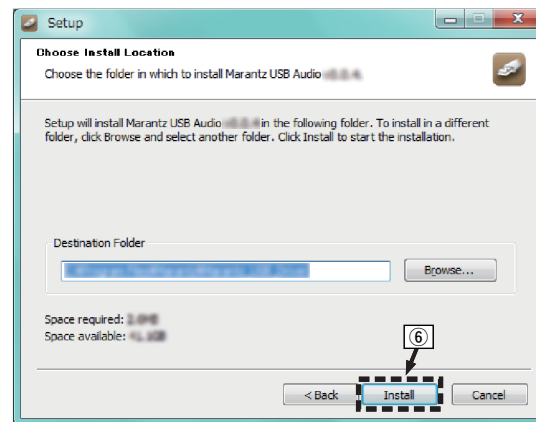 Setup
Choose Install Location
Choose the folder in which to install Marantz USB Audio
Setup will install Marantz USB Audio in the following folder. To install in a different
folder, click Browse and select another folder. Click Install to start the installation.
Destination Folder
Browse...
Space required:
Space available:
⑥
< Back Install Cancel